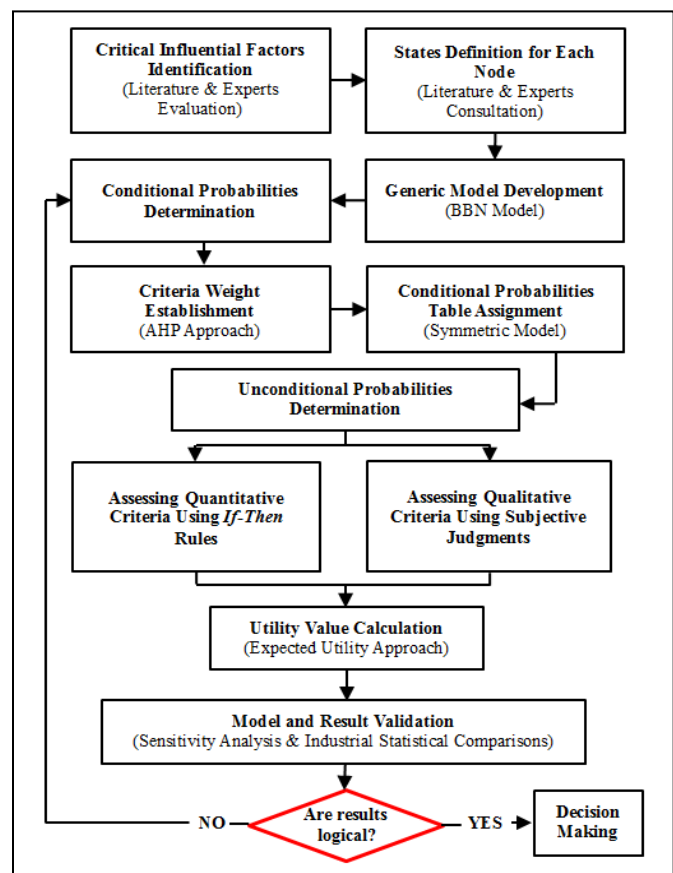 Critical Influential Factors
Identification
(Literature & Experts
Evaluation)
States Definition for Each
Node
(Literature & Experts
Consultation)
Conditional Probabilities
Determination
Generic Model Development
(BBN Model)
Criteria Weight
Establishment
(AHP Approach)
Conditional Probabilities
Table Assignment
(Symmetric Model)
Unconditional Probabilities
Determination
Assessing Quantitative
Criteria Using If-Then
Rules
Assessing Qualitative
Criteria Using Subjective
Judgments
Utility Value Calculation
(Expected Utility Approach)
Model and Result Validation
(Sensitivity Analysis & Industrial Statistical Comparisons)
NO
Are results
logical?
YES
Decision
Making